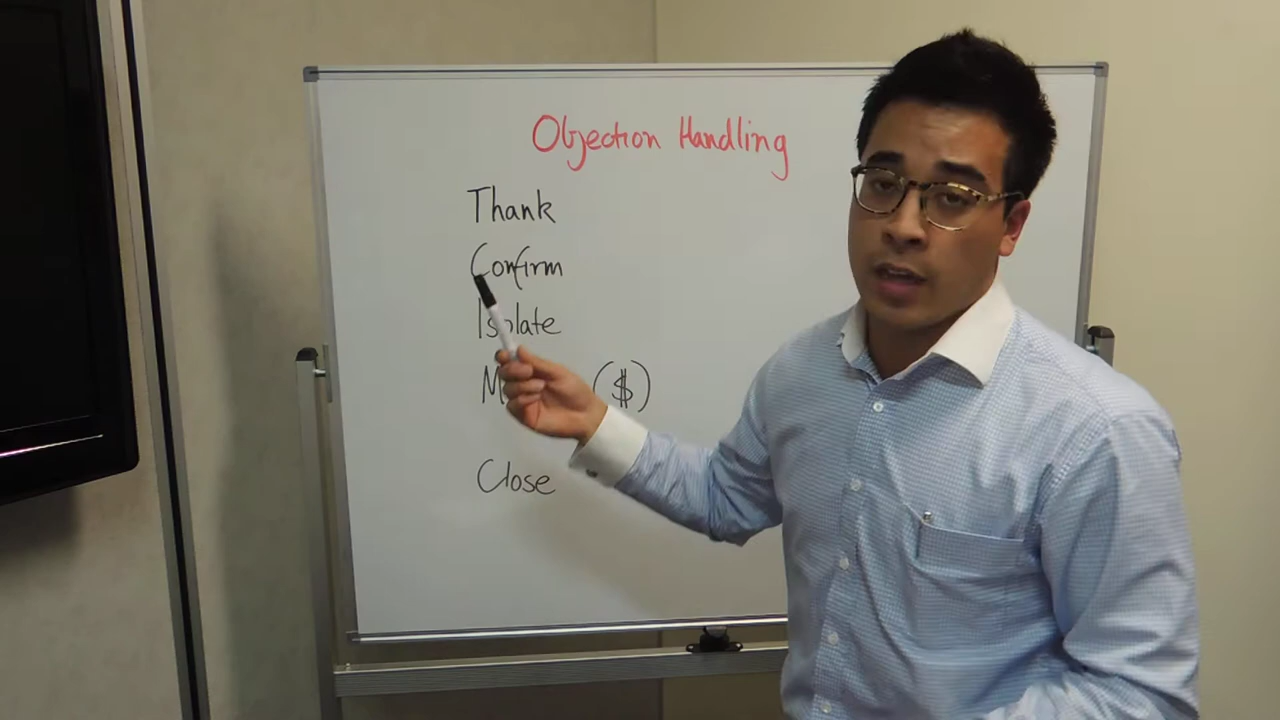 Objection Handling
Thank
Confirm
Isolate
($)
Close